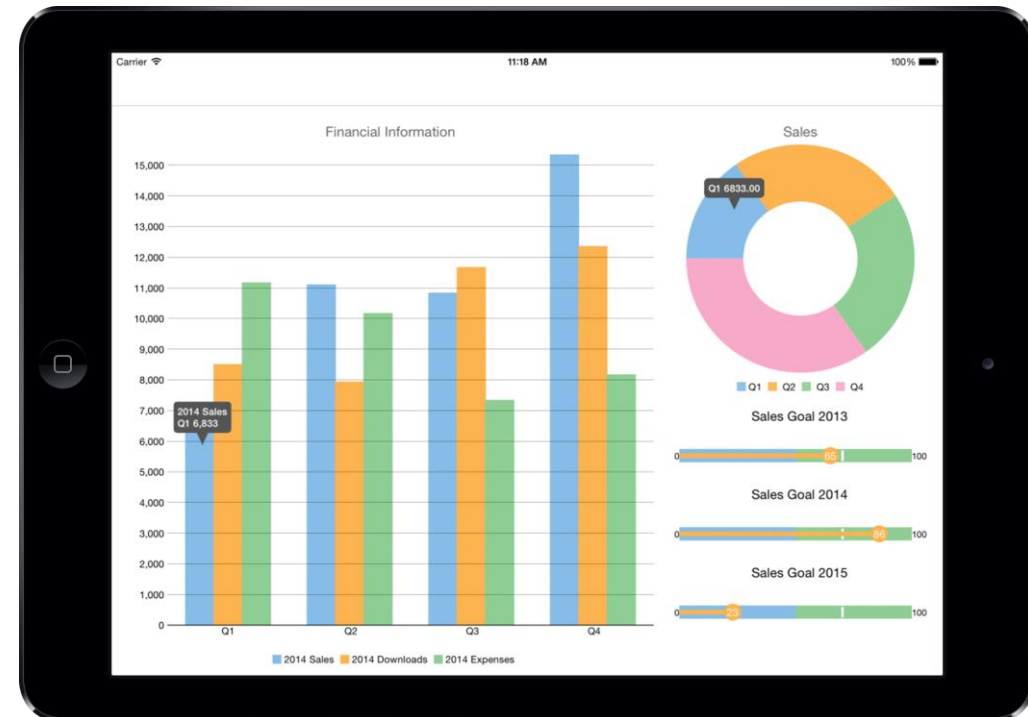 Carrier
11:18 AM
100%
Financial Information
15,000
14,000
13,000
12,000
11,000
10,000
9,000
8,000
7,000
6,000
5,000
4,000
3,000
2,000
1,000
0
2014 Sales
Q1 6,833
Q1
Q2
Q3
Q4
2014 Sales 2014 Downloads 2014 Expenses
Sales
Q1 6833.00
Q1 Q2 Q3 Q4
Sales Goal 2013
0 65 100
Sales Goal 2014
0 86 100
Sales Goal 2015
0 23 100